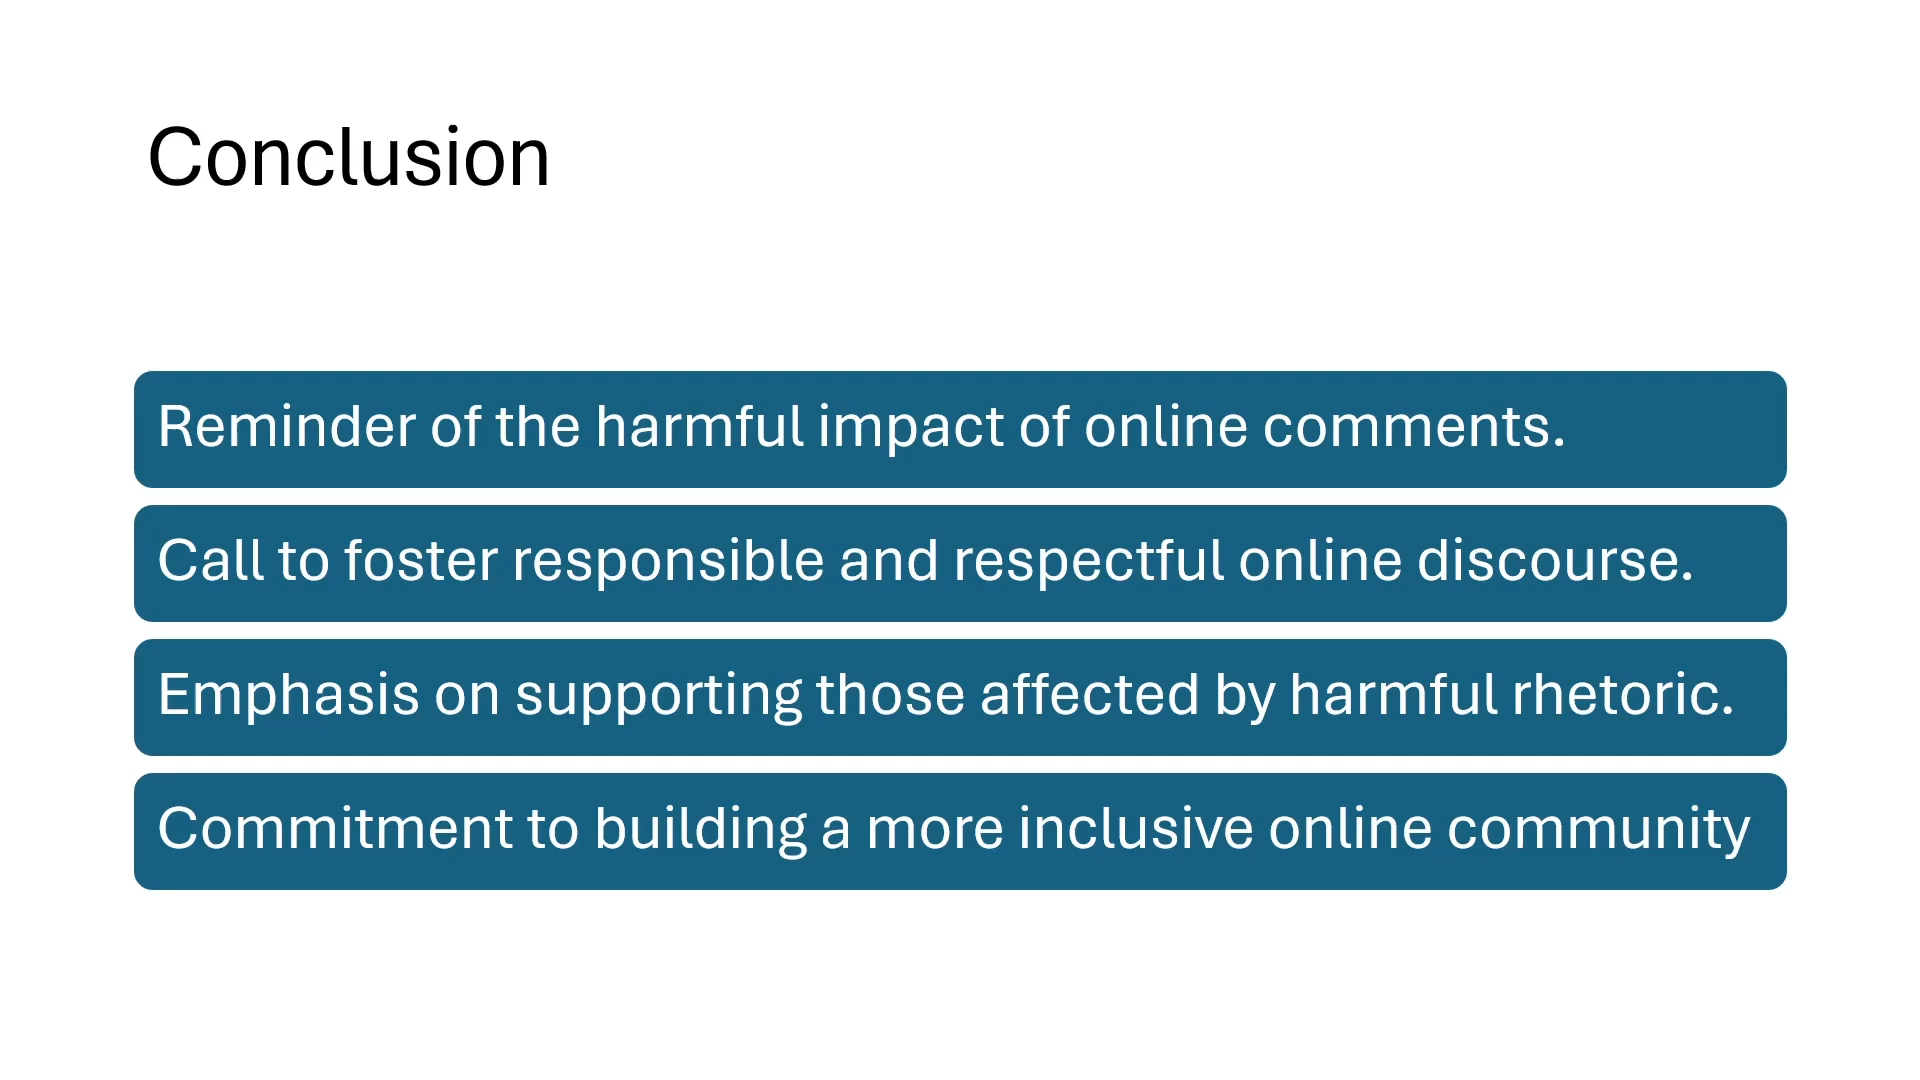 Conclusion
Reminder of the harmful impact of online comments.
Call to foster responsible and respectful online discourse.
Emphasis on supporting those affected by harmful rhetoric.
Commitment to building a more inclusive online community